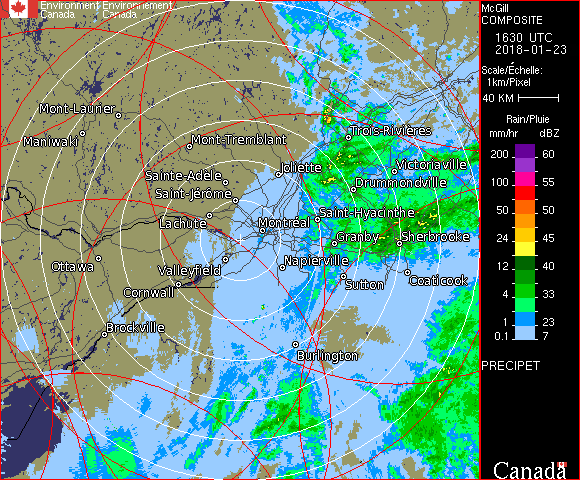 Environment Environnement
Canada Canada
McGill
COMPOSITE
1630 UTC
2018-01-23
Scale/Échelle:
1km/Pixel
40 KM
Rain/Pluie
mm/hr dBZ
200 60
100 55
50 50
24 45
12 40
4 33
1 23
0.1 7
PRECIPET
Canada
Mont-Laurier
Maniwaki
Mont-Tremblant
Trois-Rivières
Joliette
Victoriaville
Sainte-Adèle
Drummondville
Saint-Jérôme
Lachute
Montréal
Saint-Hyacinthe
Granby
Sherbrooke
Ottawa
Valleyfield
Napierville
Cornwall
Sutton
Coaticook
Brockville
Burlington